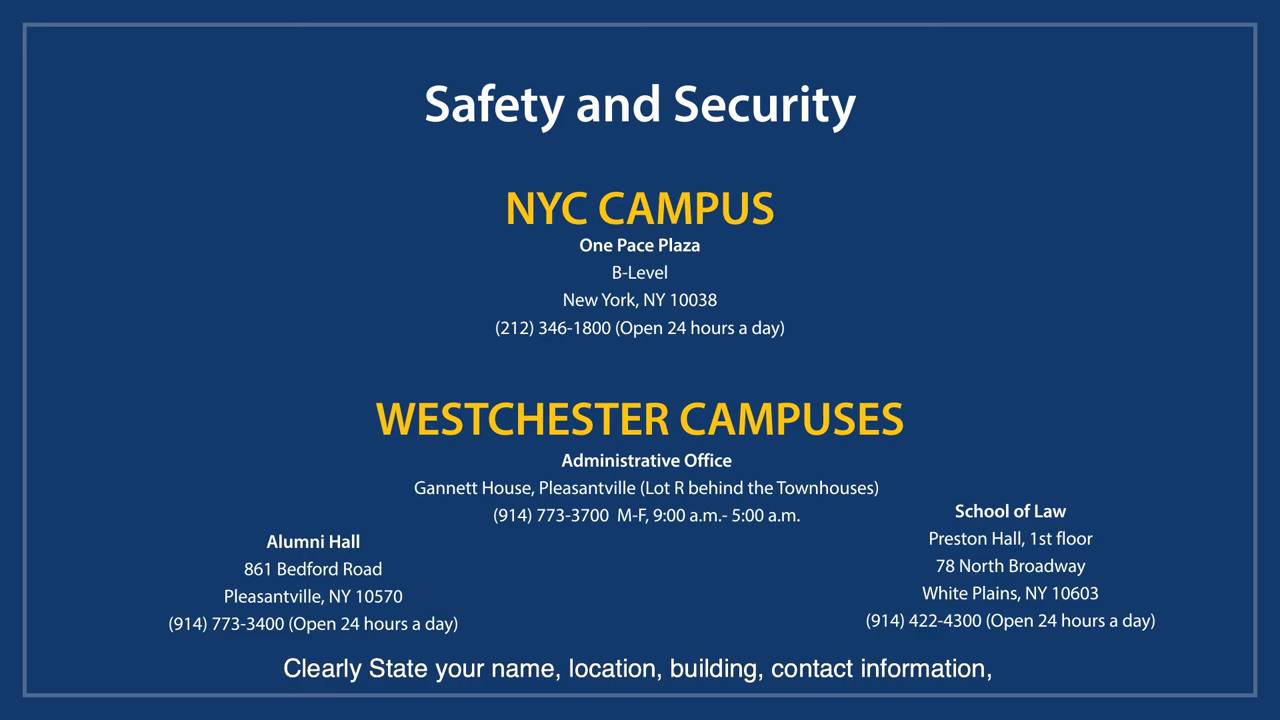 Safety and Security
NYC CAMPUS
One Pace Plaza
B-Level
New York, NY 10038
(212) 346-1800 (Open 24 hours a day)
WESTCHESTER CAMPUSES
Administrative Office
Gannett House, Pleasantville (Lot R behind the Townhouses)
(914) 773-3700 M-F, 9:00 a.m.- 5:00 a.m.
Alumni Hall
861 Bedford Road
Pleasantville, NY 10570
(914) 773-3400 (Open 24 hours a day)
School of Law
Preston Hall, 1st floor
78 North Broadway
White Plains, NY 10603
(914) 422-4300 (Open 24 hours a day)
Clearly State your name, location, building, contact information,